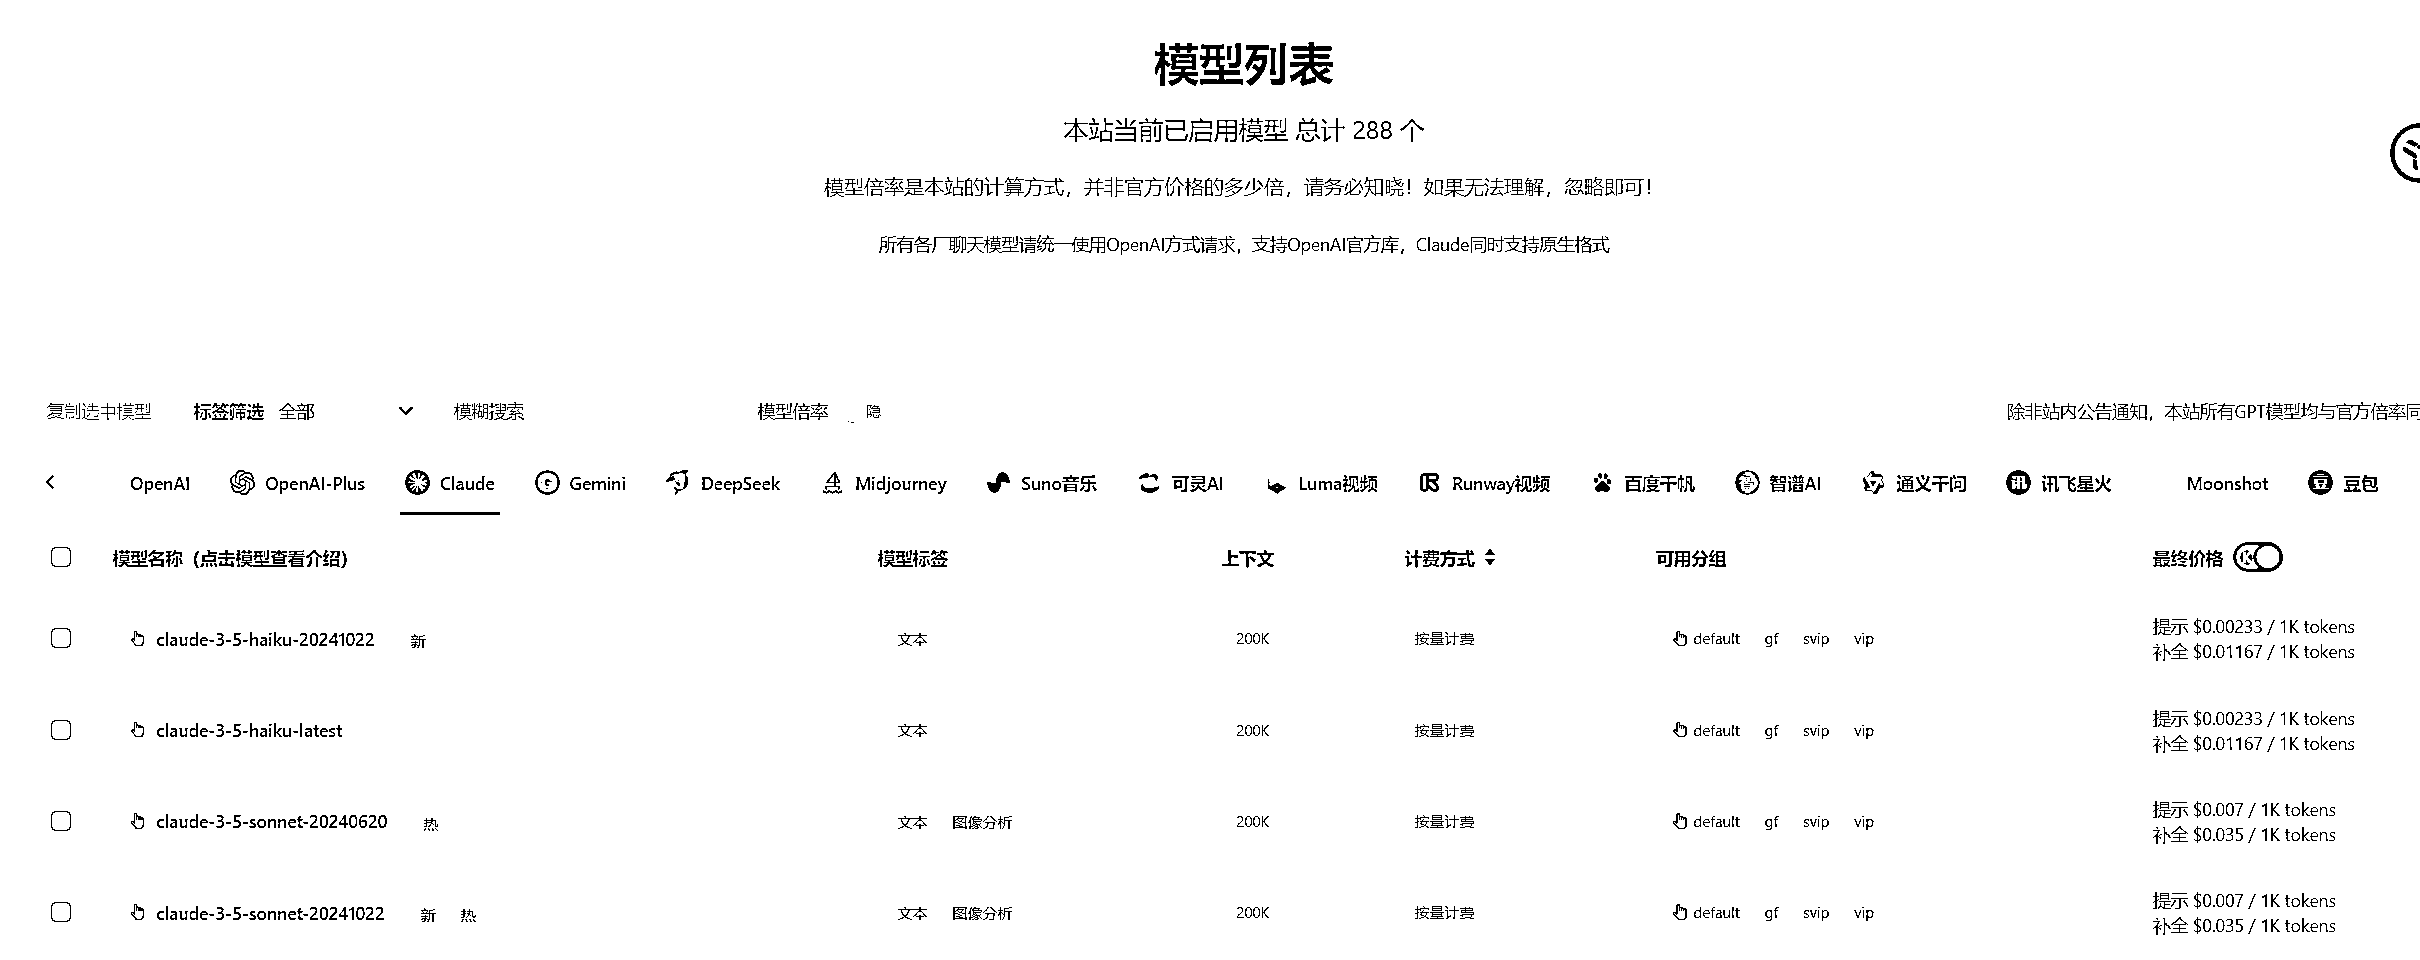 模型列表
本站当前已启用模型 总计 288 个
模型倍率是本站的计算方式，并非官方价格的多少倍，请务必知晓！如果无法理解，忽略即可！
所有各厂聊天模型请统一使用OpenAI方式请求，支持OpenAI官方库，Claude同时支持原生格式
复制选中模型 标签筛选 全部 模糊搜索 模型倍率 隐 除非站内公告通知，本站所有GPT模型均与官方倍率同
OpenAI OpenAI-Plus Claude Gemini DeepSeek Midjourney Suno音乐 可灵AI Luma视频 Runway视频 百度千帆 智谱AI 通义千问 讯飞星火 Moonshot 豆包
模型名称（点击模型查看介绍） 模型标签 上下文 计费方式 可用分组 最终价格
claude-3-5-haiku-20241022 新 文本 200K 按量计费 default gf svip vip 提示 $0.00233 / 1K tokens
补全 $0.01167 / 1K tokens
claude-3-5-haiku-latest 文本 200K 按量计费 default gf svip vip 提示 $0.00233 / 1K tokens
补全 $0.01167 / 1K tokens
claude-3-5-sonnet-20240620 热 文本 图像分析 200K 按量计费 default gf svip vip 提示 $0.007 / 1K tokens
补全 $0.035 / 1K tokens
claude-3-5-sonnet-20241022 新 热 文本 图像分析 200K 按量计费 default gf svip vip 提示 $0.007 / 1K tokens
补全 $0.035 / 1K tokens